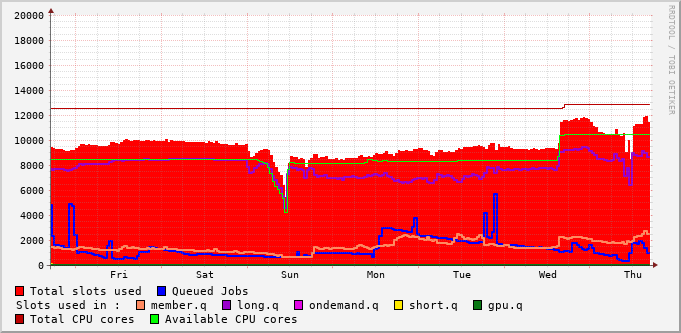 RRDTOOL / TOBI OETIKER
20000
18000
16000
14000
12000
10000
8000
6000
4000
2000
0
Fri Sat Sun Mon Tue Wed Thu
Total slots used Queued Jobs
Slots used in : member.q long.q ondemand.q short.q gpu.q
Total CPU cores Available CPU cores